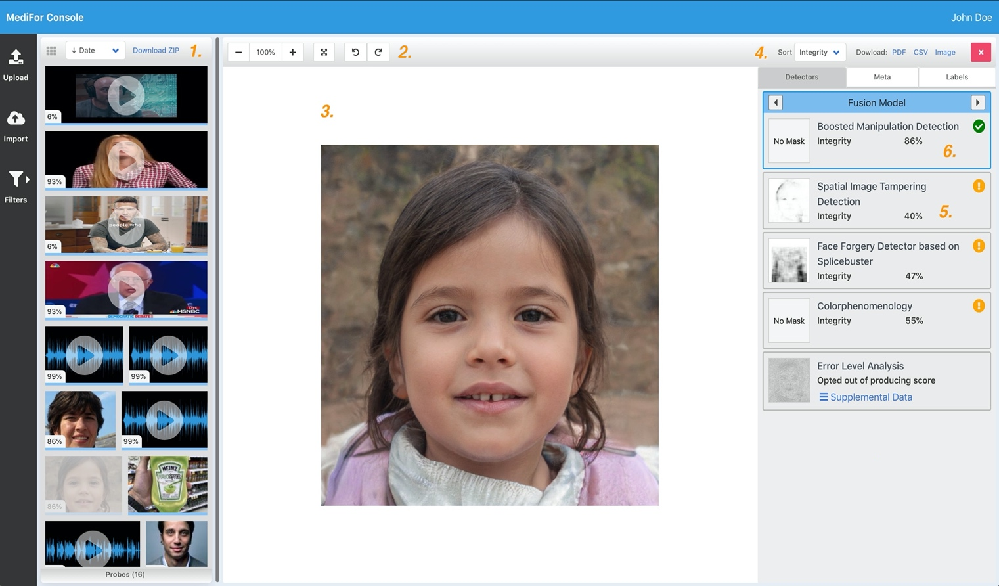 MediFor Console
John Doe
Upload
Import
Filters
↓ Date
Download ZIP
1.
6%
93%
people who
6%
93%
Live
MSNBC
DEMOCRATIC DEBATE
99%
99%
86%
99%
86%
HEINZ
Probes (16)
− 100% +
2.
3.
4.
Sort Integrity
Dowload: PDF CSV Image
×
Detectors
Meta
Labels
Fusion Model
No Mask
Boosted Manipulation Detection
Integrity 86%
6.
Spatial Image Tampering
Detection
Integrity 40%
5.
Face Forgery Detector based on
Splicebuster
Integrity 47%
No Mask
Colorphenomenology
Integrity 55%
Error Level Analysis
Opted out of producing score
Supplemental Data